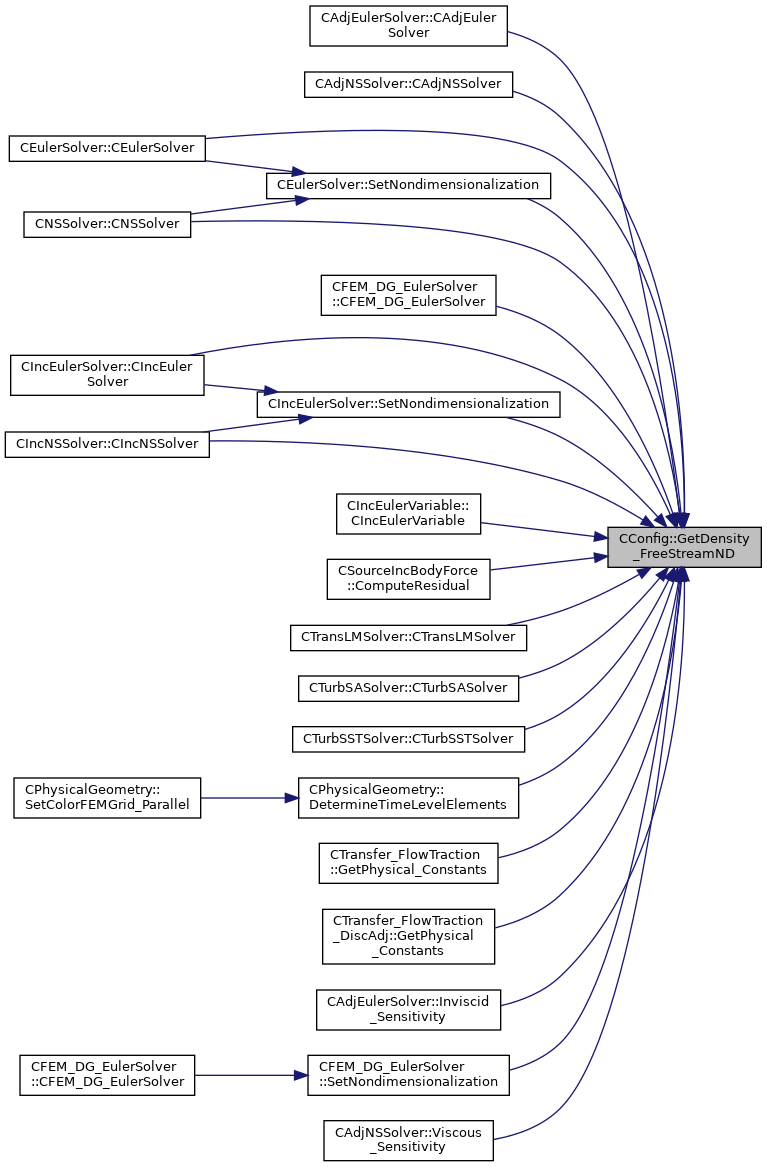 CAdjEulerSolver::CAdjEuler
Solver
CAdjNSSolver::CAdjNSSolver
CEulerSolver::CEulerSolver
CEulerSolver::SetNondimensionalization
CNSSolver::CNSSolver
CFEM_DG_EulerSolver
::CFEM_DG_EulerSolver
CIncEulerSolver::CIncEuler
Solver
CIncEulerSolver::SetNondimensionalization
CIncNSSolver::CIncNSSolver
CIncEulerVariable::
CIncEulerVariable
CConfig::GetDensity
_FreeStreamND
CSourceIncBodyForce
::ComputeResidual
CTransLMSolver::CTransLMSolver
CTurbSASolver::CTurbSASolver
CTurbSSTSolver::CTurbSSTSolver
CPhysicalGeometry::
SetColorFEMGrid_Parallel
CPhysicalGeometry::
DetermineTimeLevelElements
CTransfer_FlowTraction
::GetPhysical_Constants
CTransfer_FlowTraction
_DiscAdj::GetPhysical
_Constants
CAdjEulerSolver::Inviscid
_Sensitivity
CFEM_DG_EulerSolver
::CFEM_DG_EulerSolver
CFEM_DG_EulerSolver
::SetNondimensionalization
CAdjNSSolver::Viscous
_Sensitivity